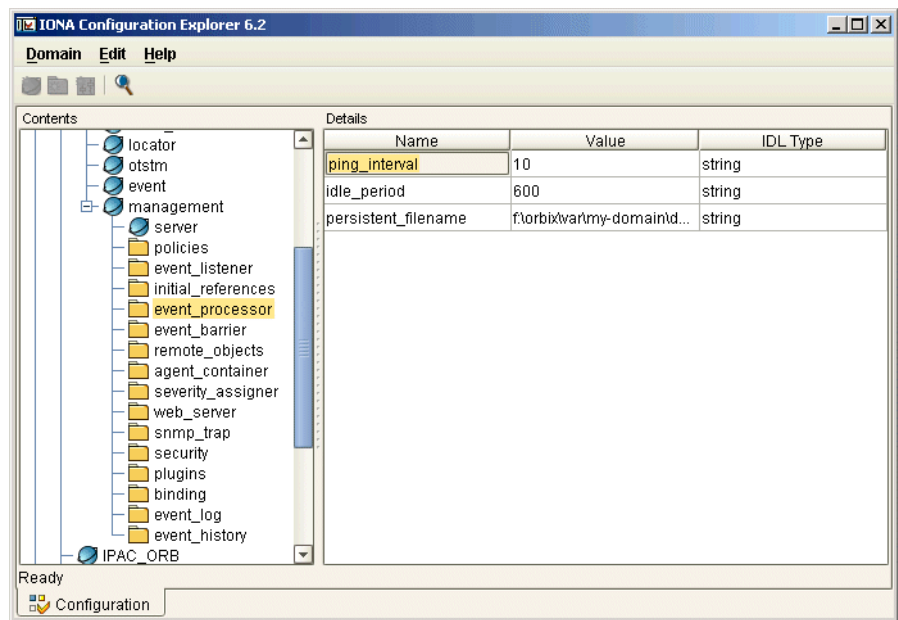 IONA Configuration Explorer 6.2
Domain Edit Help
Contents
Details
locator
otstm
event
management
server
policies
event_listener
initial_references
event_processor
event_barrier
remote_objects
agent_container
severity_assigner
web_server
snmp_trap
security
plugins
binding
event_log
event_history
IPAC_ORB
Name Value IDL Type
ping_interval 10 string
idle_period 600 string
persistent_filename f:\orbix\var\my-domain\d... string
Ready
Configuration